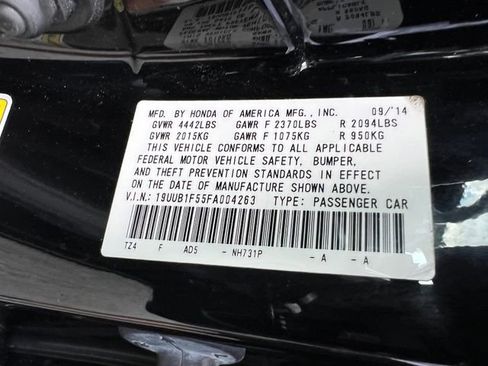 MFD. BY HONDA OF AMERICA MFG., INC. 09/'14
GVWR 4442LBS GAWR F 2370LBS R 2094LBS
GVWR 2015KG GAWR F 1075KG R 950KG
THIS VEHICLE CONFORMS TO ALL APPLICABLE
FEDERAL MOTOR VEHICLE SAFETY, BUMPER,
AND THEFT PREVENTION STANDARDS IN EFFECT
ON THE DATE OF MANUFACTURE SHOWN ABOVE.
V.I.N.: 19UUB1F55FA004263 TYPE: PASSENGER CAR
TZ4 F AD5 - NH731P - A - A